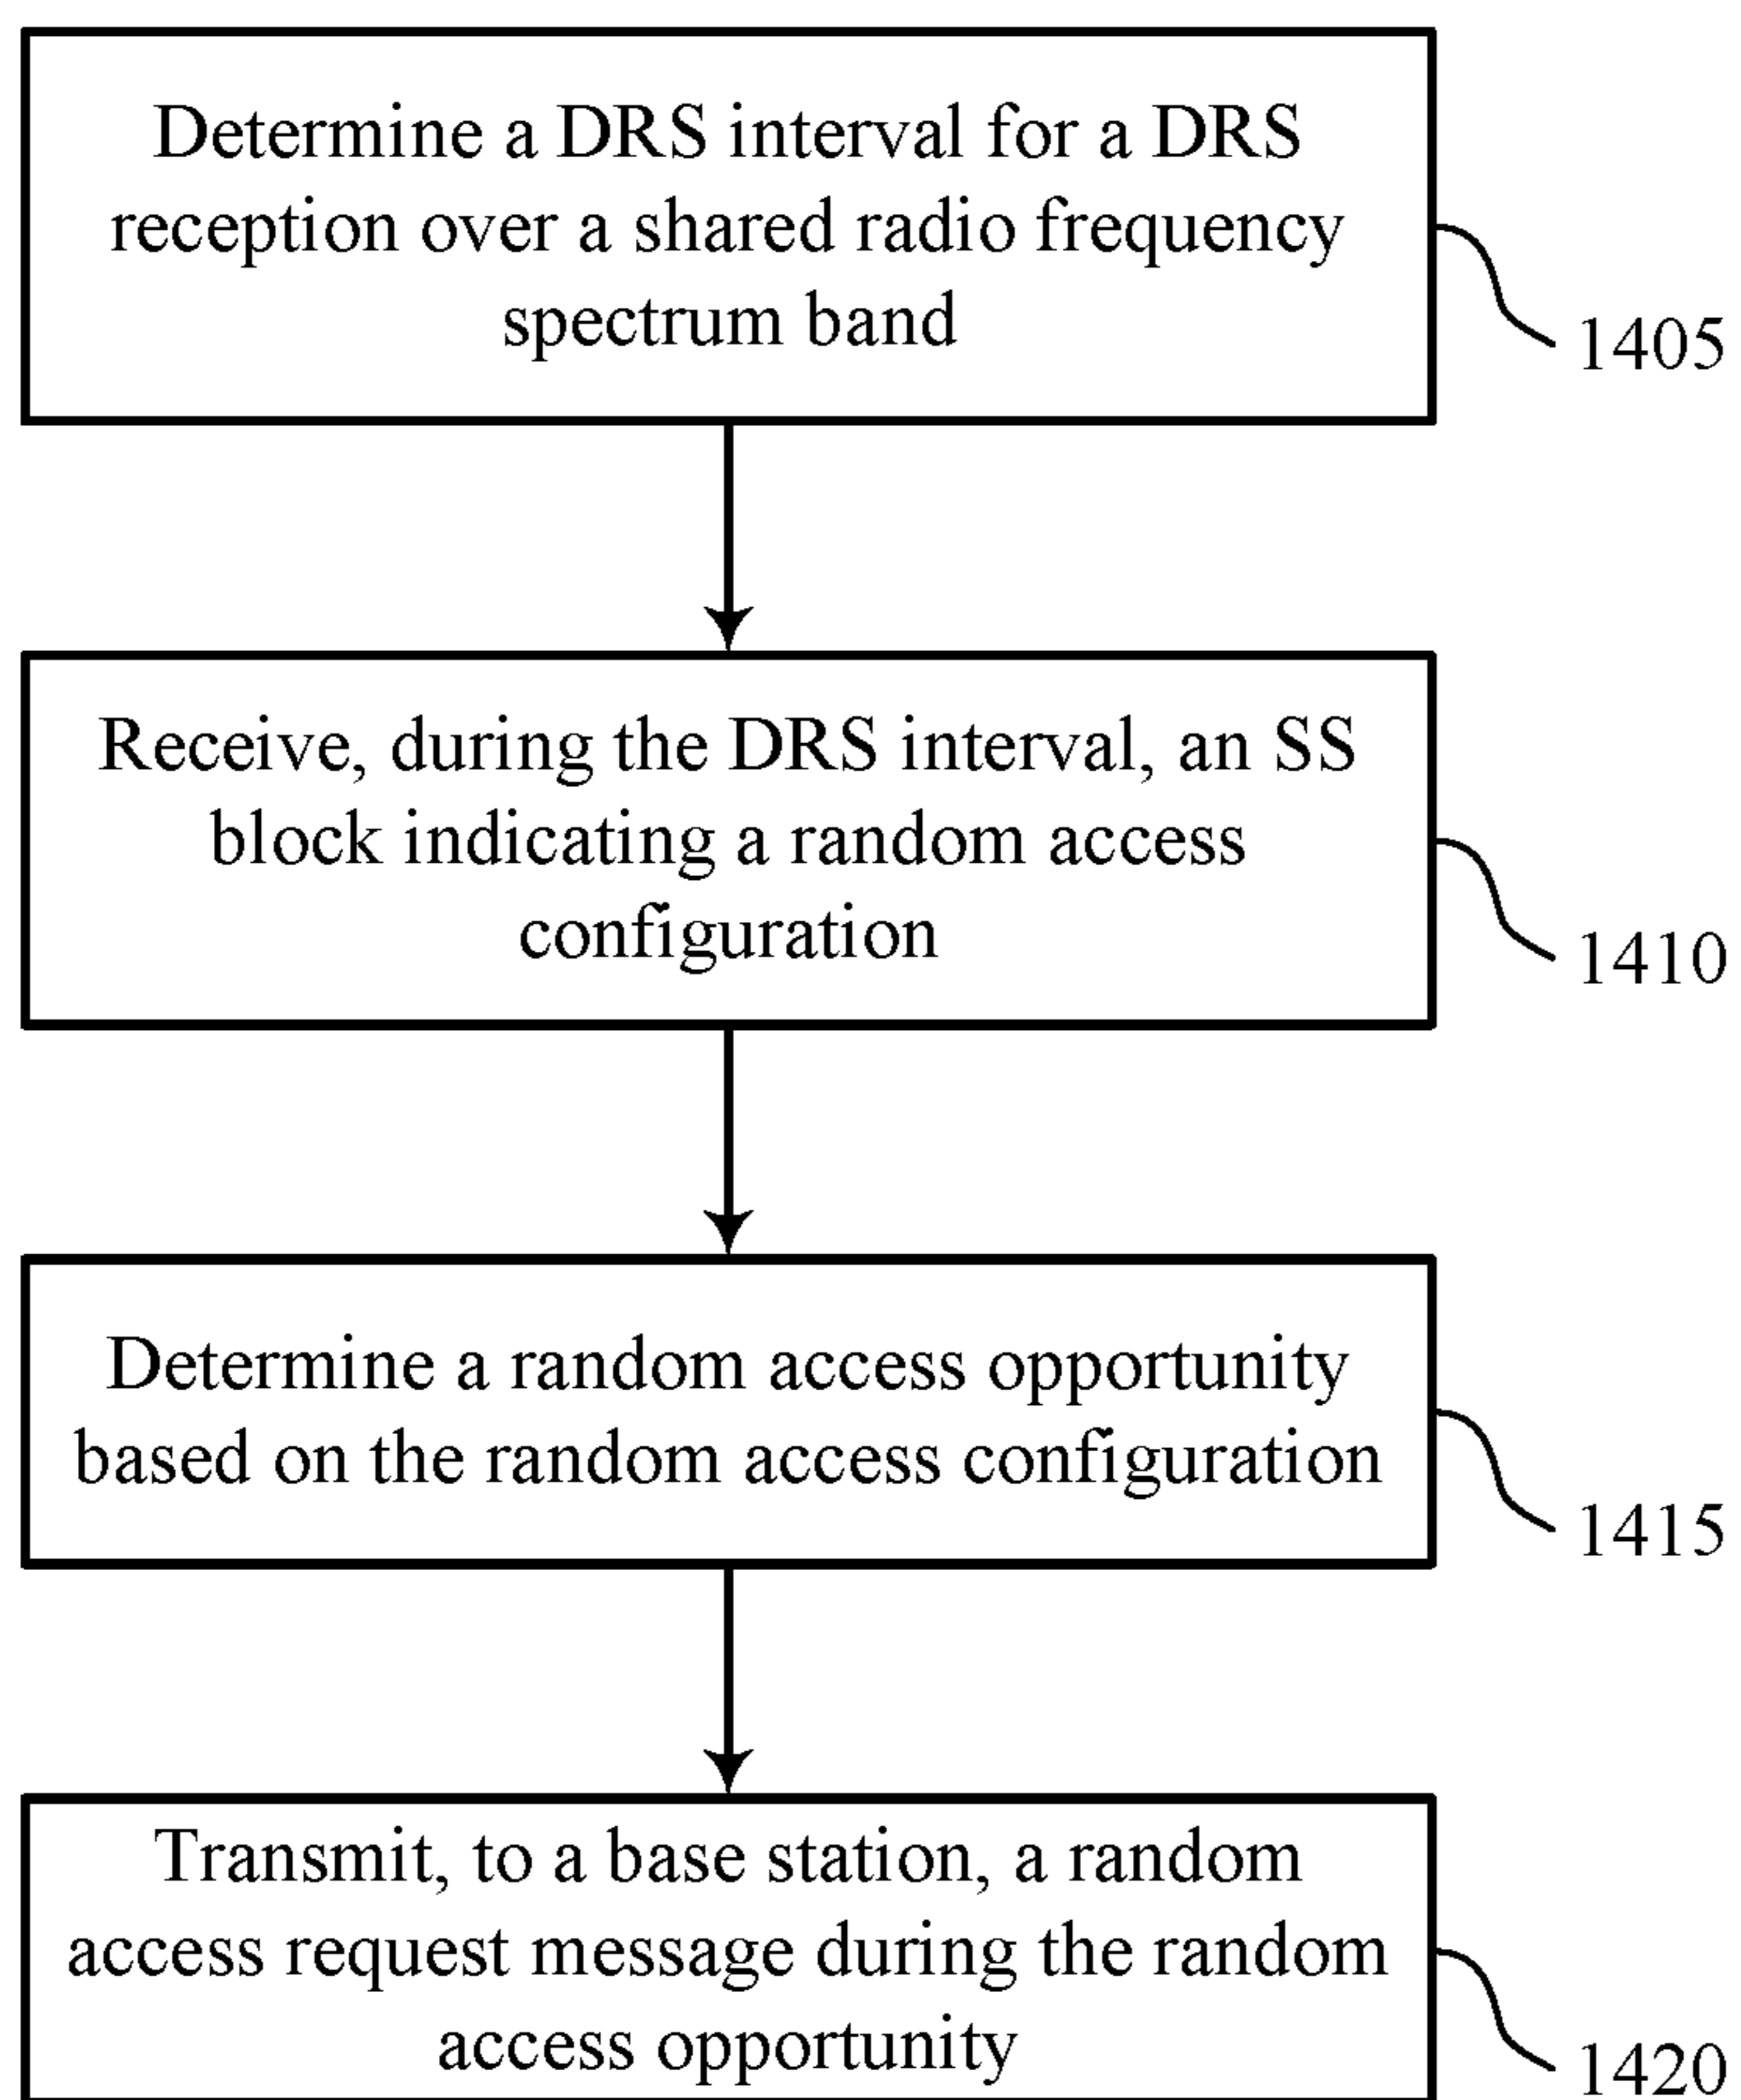 Determine a DRS interval for a DRS
reception over a shared radio frequency
spectrum band
1405
Receive, during the DRS interval, an SS
block indicating a random access
configuration
1410
Determine a random access opportunity
based on the random access configuration
1415
Transmit, to a base station, a random
access request message during the random
access opportunity
1420